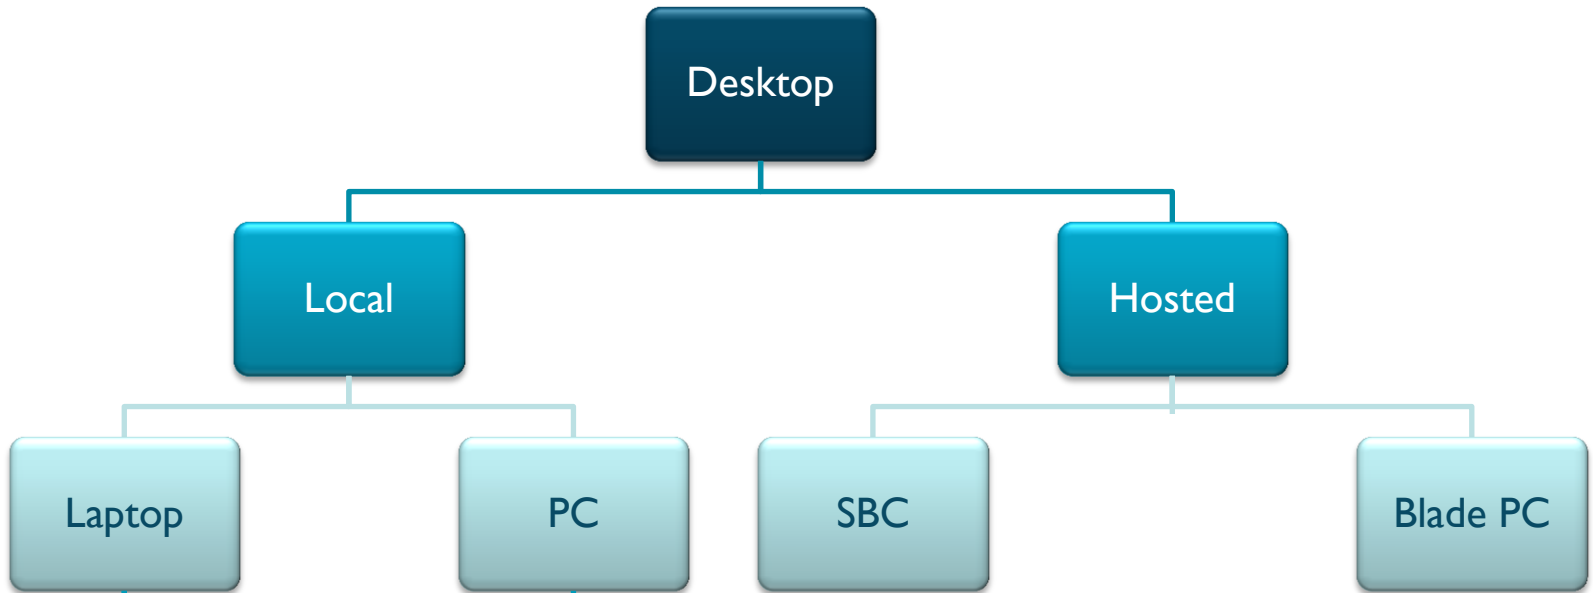 Desktop
Local
Hosted
Laptop
PC
SBC
Blade PC